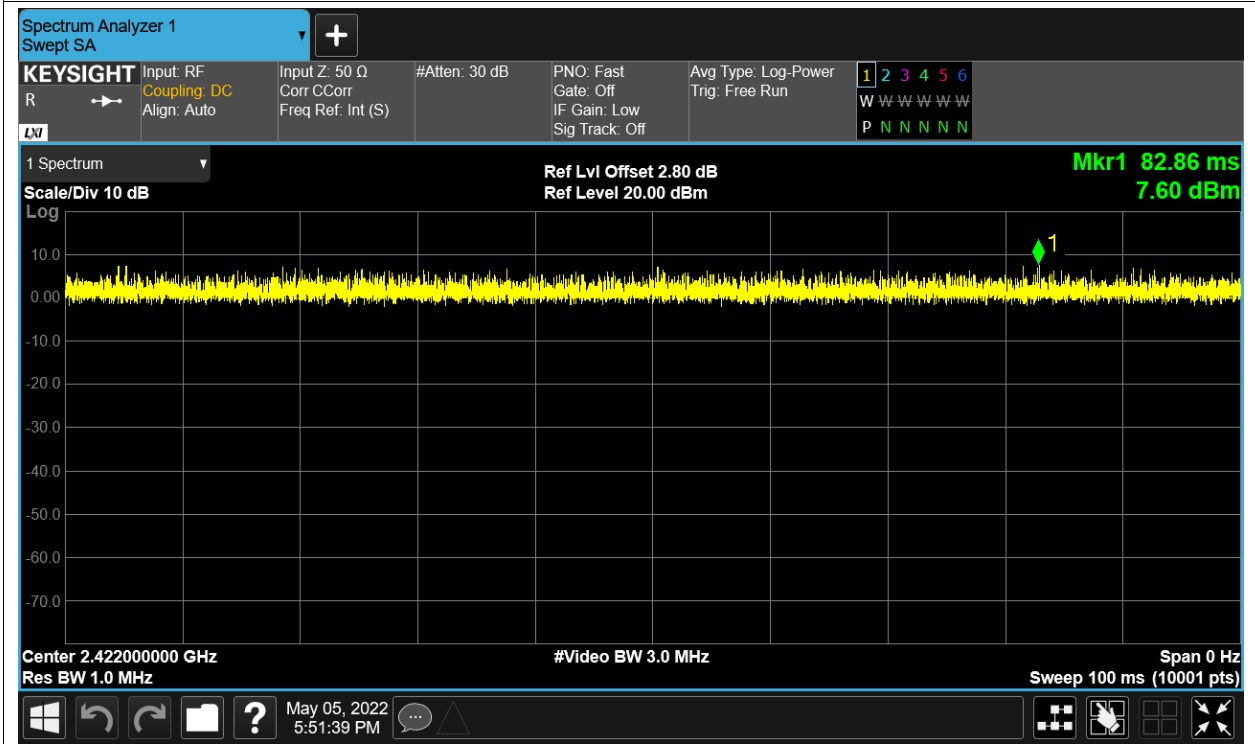 Spectrum Analyzer 1
Swept SA
▼
+
KEYSIGHT
R
LXI
Input: RF
Coupling: DC
Align: Auto
Input Z: 50 Ω
Corr CCorr
Freq Ref: Int (S)
#Atten: 30 dB
PNO: Fast
Gate: Off
IF Gain: Low
Sig Track: Off
Avg Type: Log-Power
Trig: Free Run
1 2 3 4 5 6
W W W W W W
P N N N N N
1 Spectrum ▼
Scale/Div 10 dB
Log
Ref Lvl Offset 2.80 dB
Ref Level 20.00 dBm
Mkr1 82.86 ms
7.60 dBm
1
10.0
0.00
-10.0
-20.0
-30.0
-40.0
-50.0
-60.0
-70.0
Center 2.422000000 GHz
Res BW 1.0 MHz
#Video BW 3.0 MHz
Span 0 Hz
Sweep 100 ms (10001 pts)
?
May 05, 2022
5:51:39 PM